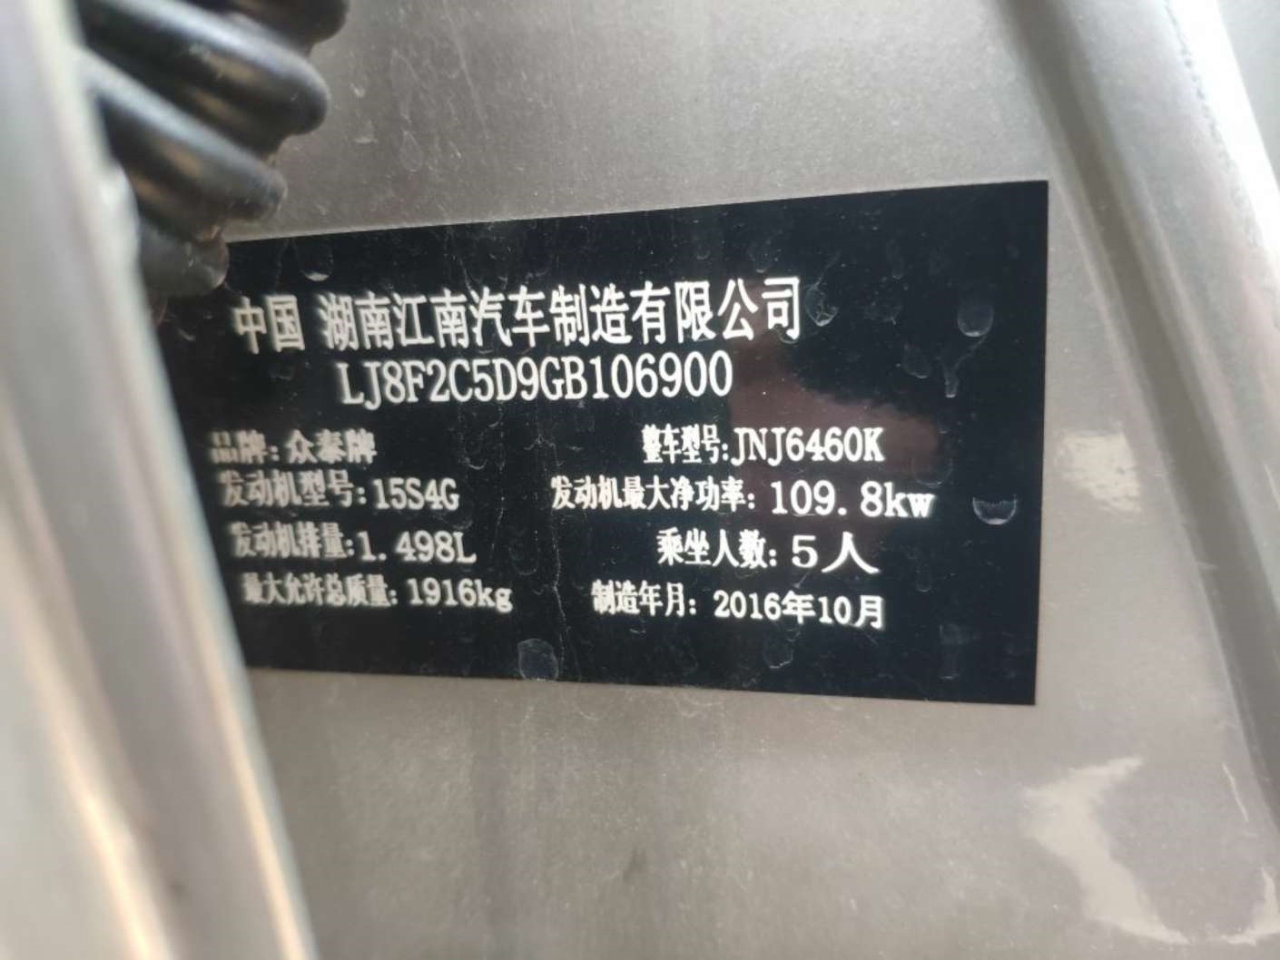 中国 湖南江南汽车制造有限公司
LJ8F2C5D9GB106900
品牌:众泰牌 整车型号:JNJ6460K
发动机型号:15S4G 发动机最大净功率:109.8kw
发动机排量:1.498L 乘坐人数:5人
最大允许总质量:1916kg 制造年月:2016年10月